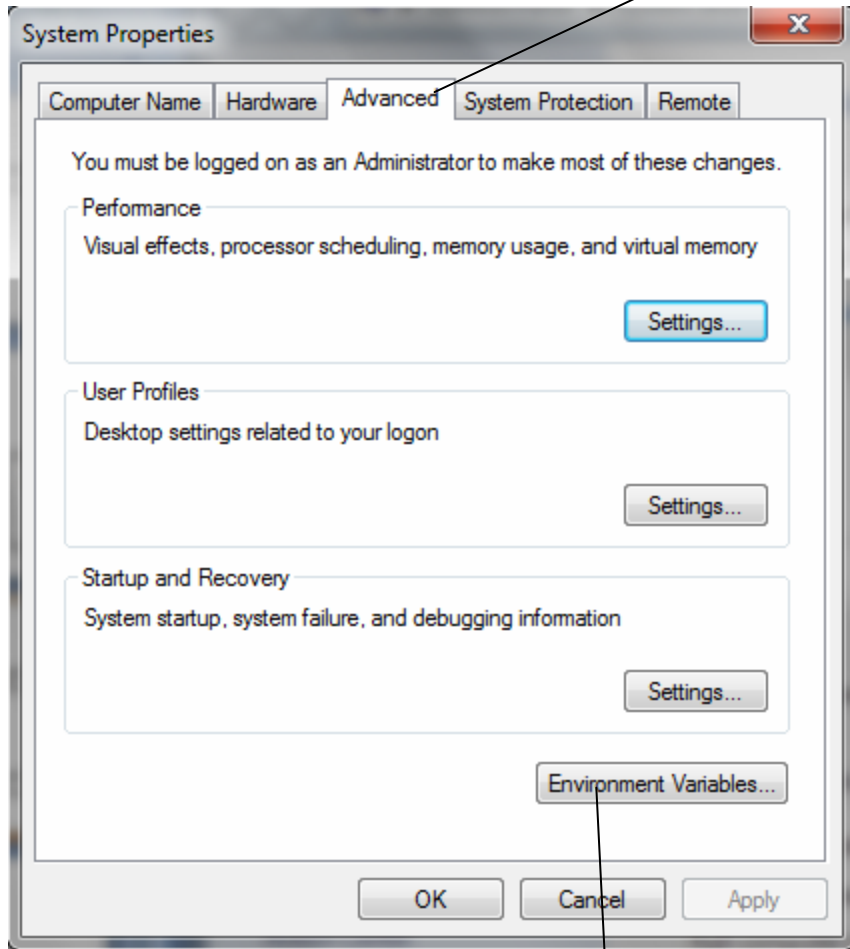 System Properties
Computer Name Hardware Advanced System Protection Remote
You must be logged on as an Administrator to make most of these changes.
Performance
Visual effects, processor scheduling, memory usage, and virtual memory
Settings...
User Profiles
Desktop settings related to your logon
Settings...
Startup and Recovery
System startup, system failure, and debugging information
Settings...
Environment Variables...
OK Cancel Apply